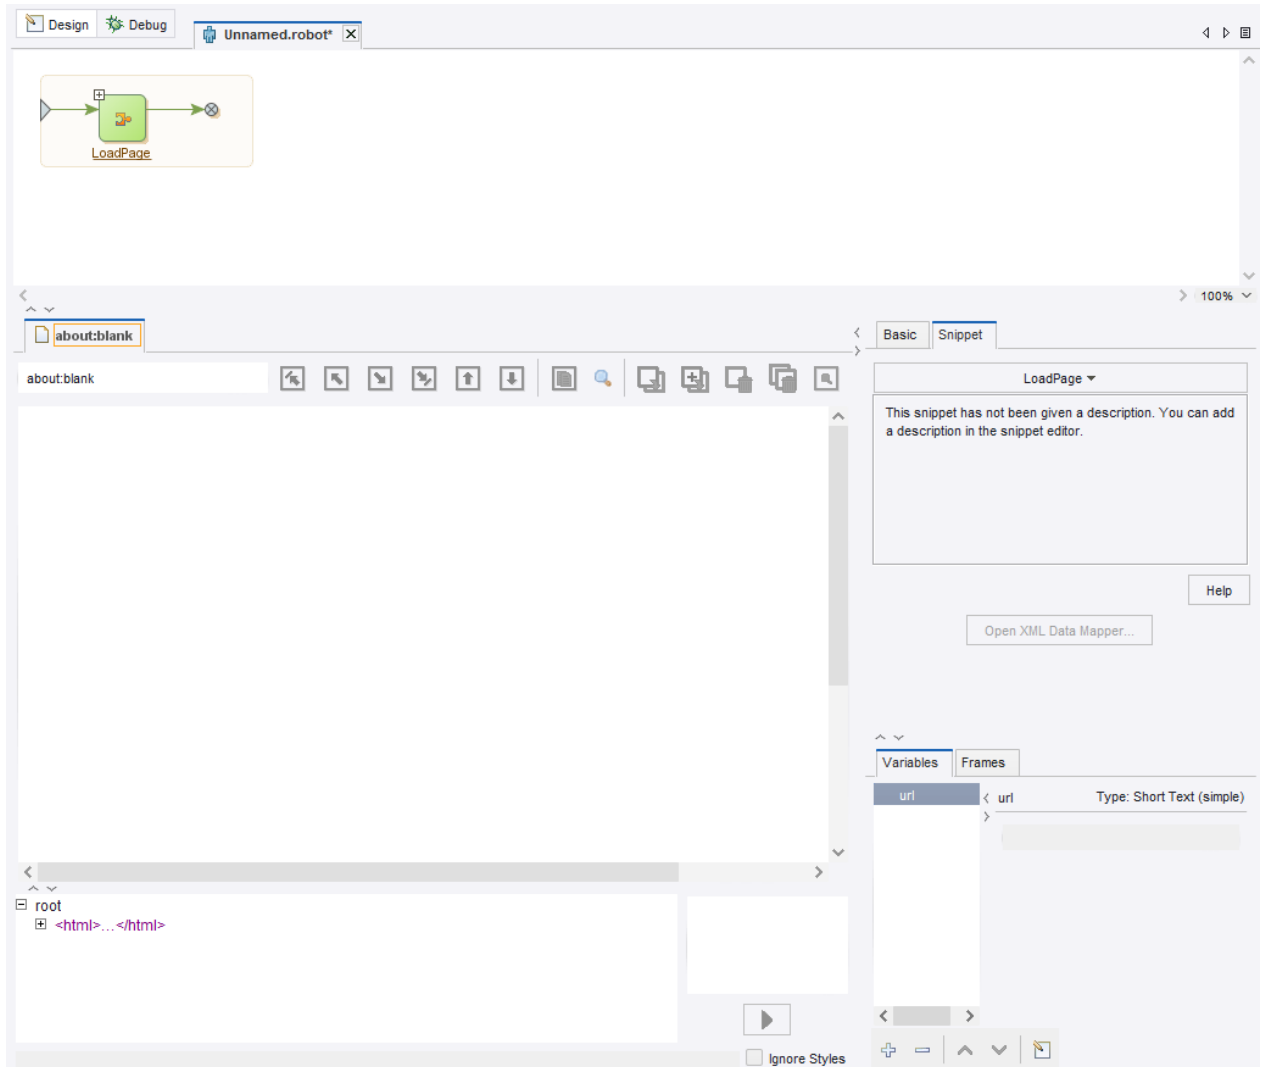 Design
Debug
Unnamed.robot*
LoadPage
100%
about:blank
Basic
Snippet
about:blank
LoadPage
This snippet has not been given a description. You can add
a description in the snippet editor.
Help
Open XML Data Mapper...
Variables
Frames
url
url
Type: Short Text (simple)
root
<html>...</html>
Ignore Styles